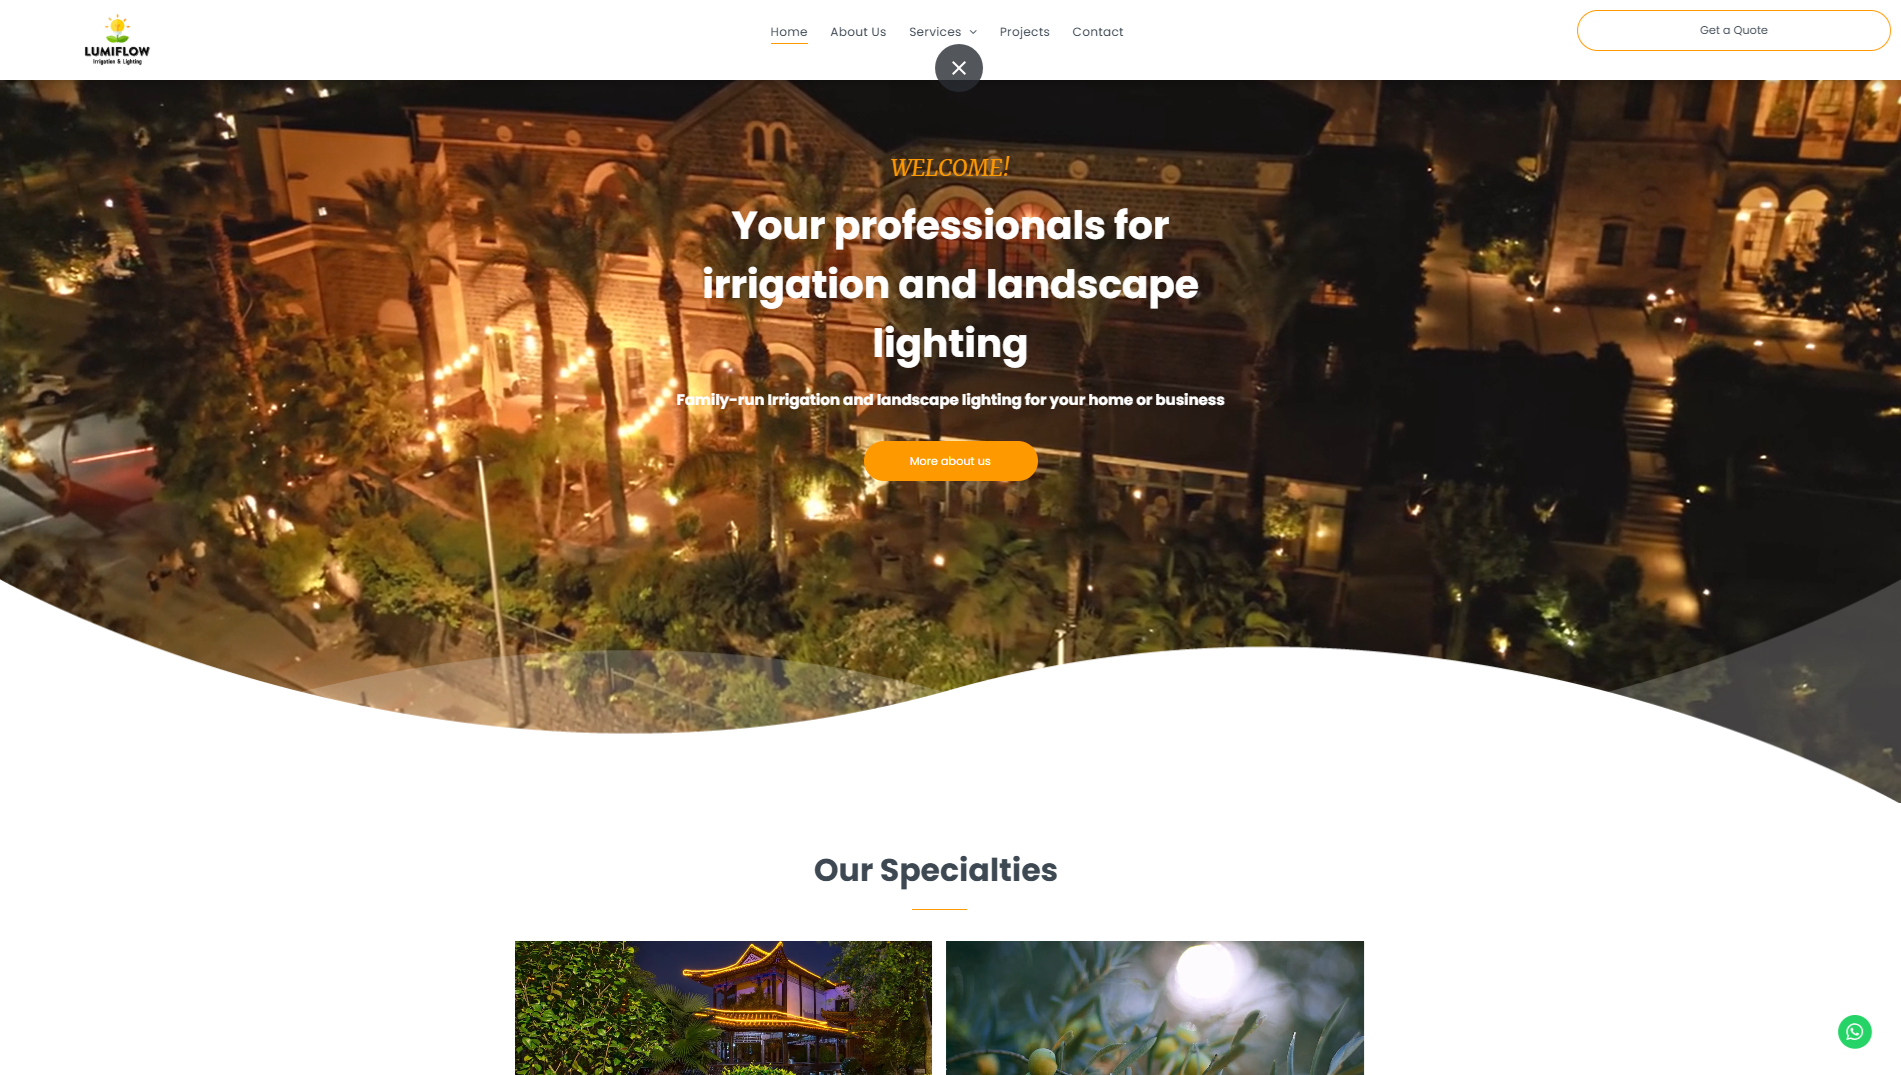 LUMIFLOW
Irrigation & Lighting
Home
About Us
Services
Projects
Contact
Get a Quote
WELCOME!
Your professionals for
irrigation and landscape
lighting
Family-run Irrigation and landscape lighting for your home or business
More about us
Our Specialties